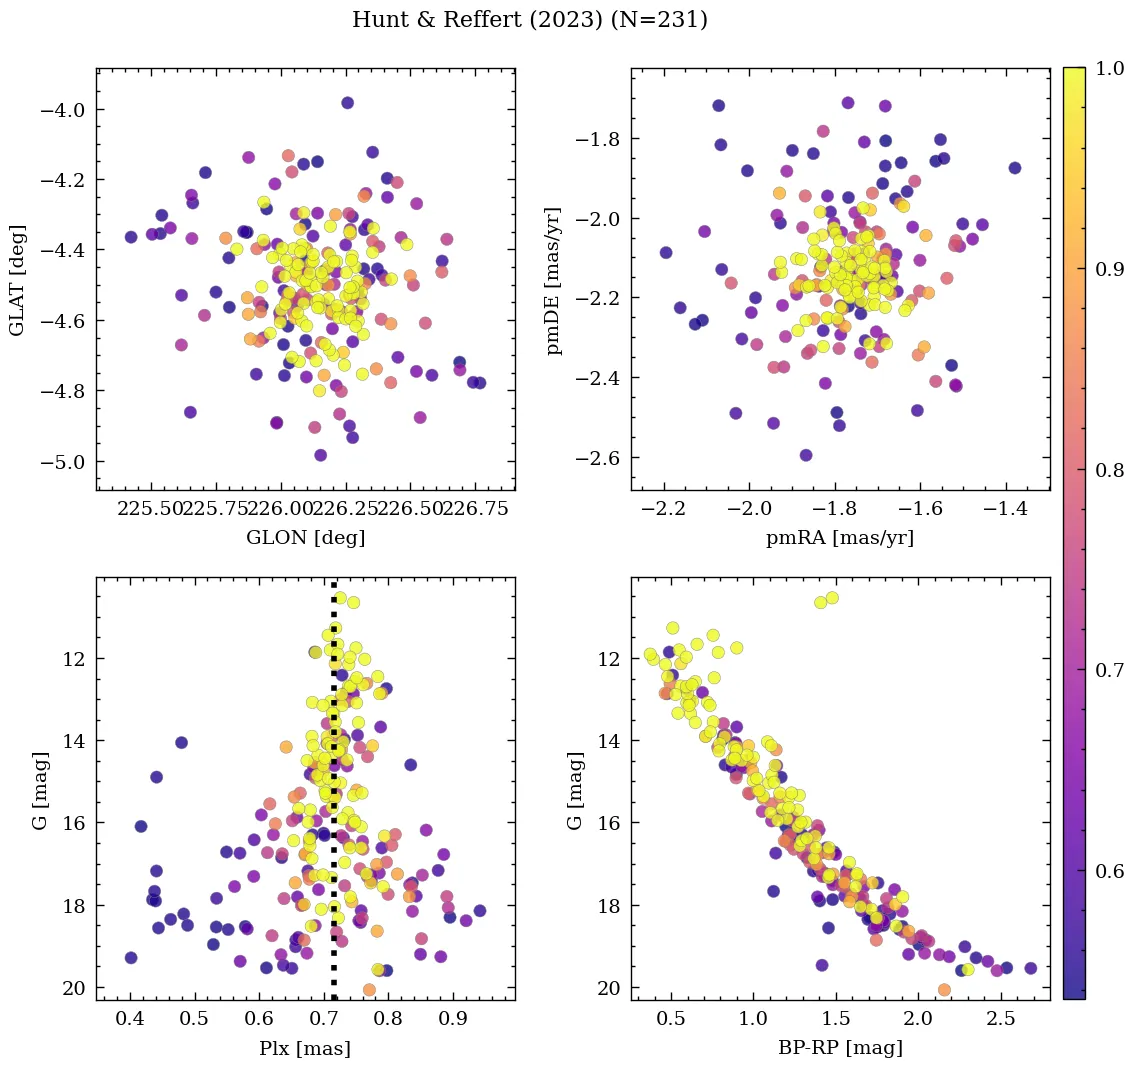 Hunt & Reffert (2023) (N=231)
−4.0
−4.2
−4.4
−4.6
−4.8
−5.0
GLAT [deg]
225.50 225.75 226.00 226.25 226.50 226.75
GLON [deg]
−1.8
−2.0
−2.2
−2.4
−2.6
pmDE [mas/yr]
−2.2 −2.0 −1.8 −1.6 −1.4
pmRA [mas/yr]
1.0
0.9
0.8
0.7
0.6
12
14
16
18
20
G [mag]
0.4 0.5 0.6 0.7 0.8 0.9
Plx [mas]
12
14
16
18
20
G [mag]
0.5 1.0 1.5 2.0 2.5
BP-RP [mag]